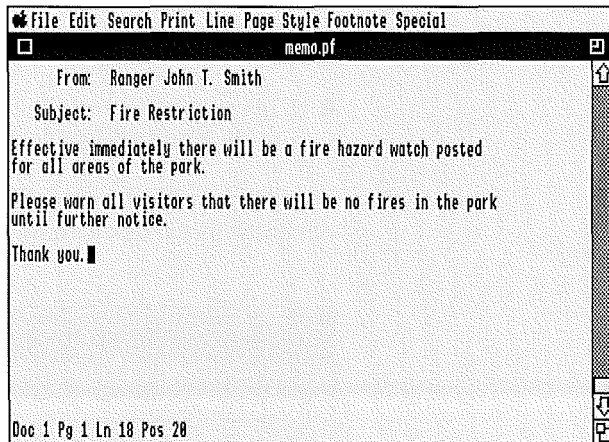 File Edit Search Print Line Page Style Footnote Special
memo.pf
From: Ranger John T. Smith
Subject: Fire Restriction
Effective immediately there will be a fire hazard watch posted
for all areas of the park.
Please warn all visitors that there will be no fires in the park
until further notice.
Thank you.
Doc 1 Pg 1 Ln 18 Pos 20